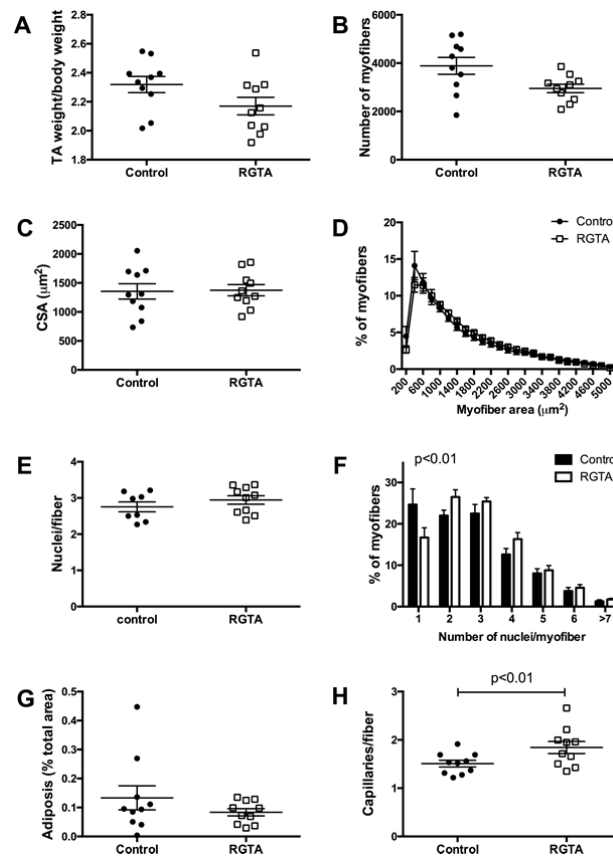 A
TA weight/body weight
2.8
2.6
2.4
2.2
2.0
1.8
Control
RGTA
B
Number of myofibers
6000
4000
2000
0
Control
RGTA
C
CSA (μm²)
2500
2000
1500
1000
500
0
Control
RGTA
D
% of myofibers
20
15
10
5
0
200
600
1000
1400
1800
2200
2600
3000
3400
3800
4200
4600
5000
Myofiber area (μm²)
Control
RGTA
E
Nuclei/fiber
4
3
2
1
0
control
RGTA
F
p<0.01
% of myofibers
30
20
10
0
1
2
3
4
5
6
>7
Number of nuclei/myofiber
Contro
RGTA
G
Adiposis (% total area)
0.5
0.4
0.3
0.2
0.1
0.0
Control
RGTA
H
p<0.01
Capillaries/fiber
3
2
1
0
Control
RGTA